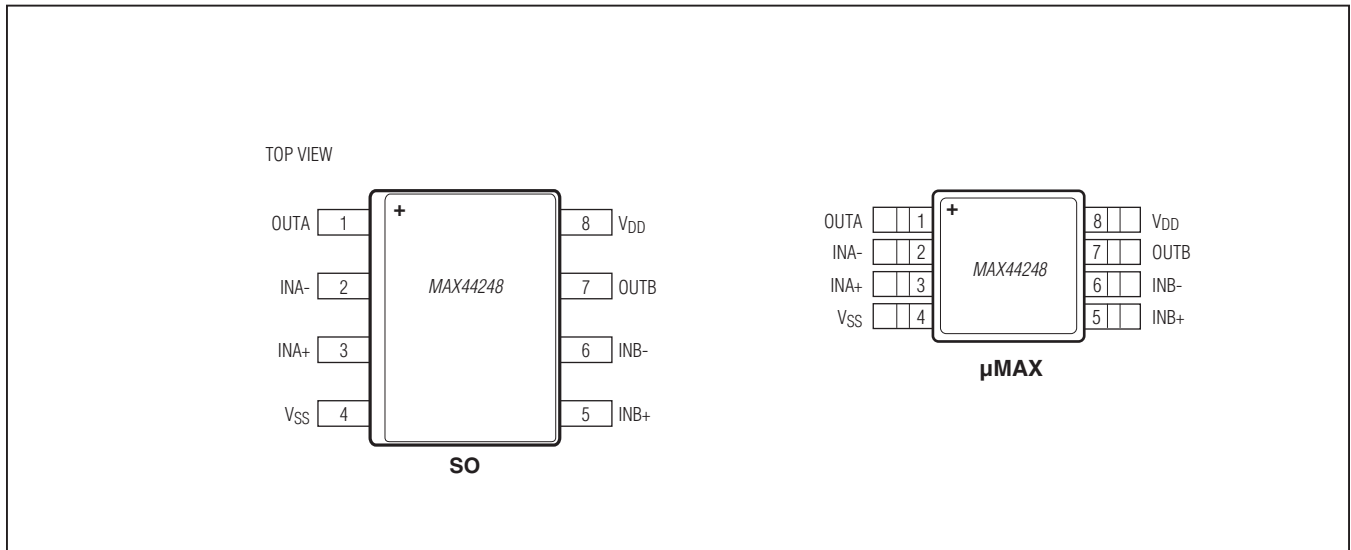 TOP VIEW
+
MAX44248
OUTA 1
INA- 2
INA+ 3
VSS 4
8 VDD
7 OUTB
6 INB-
5 INB+
SO
+
MAX44248
OUTA 1
INA- 2
INA+ 3
VSS 4
8 VDD
7 OUTB
6 INB-
5 INB+
µMAX